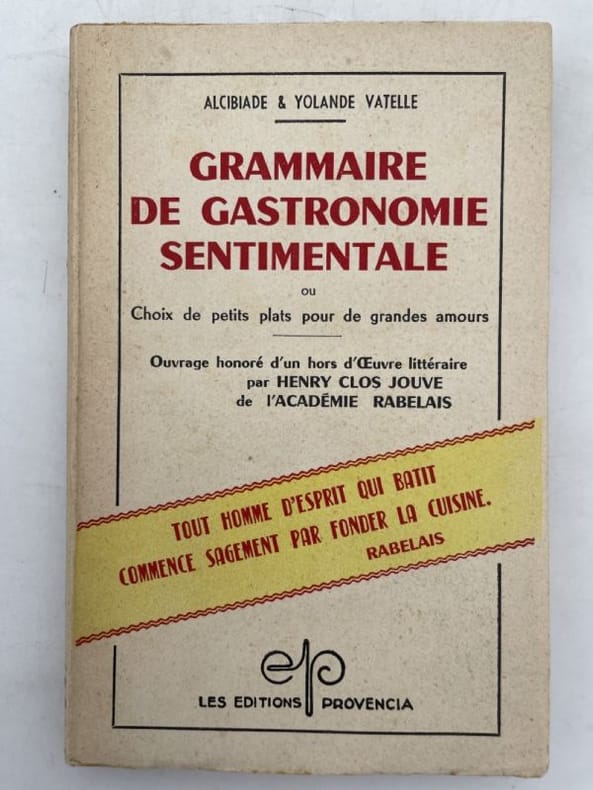 ALCIBIADE & YOLANDE VATELLE
GRAMMAIRE
DE GASTRONOMIE
SENTIMENTALE
ou
Choix de petits plats pour de grandes amours
Ouvrage honoré d'un hors d'Œuvre littéraire
par HENRY CLOS JOUVE
de l'ACADÉMIE RABELAIS
TOUT HOMME D'ESPRIT QUI BATIT
COMMENCE SAGEMENT PAR FONDER LA CUISINE.
RABELAIS
ep
LES EDITIONS PROVENCIA